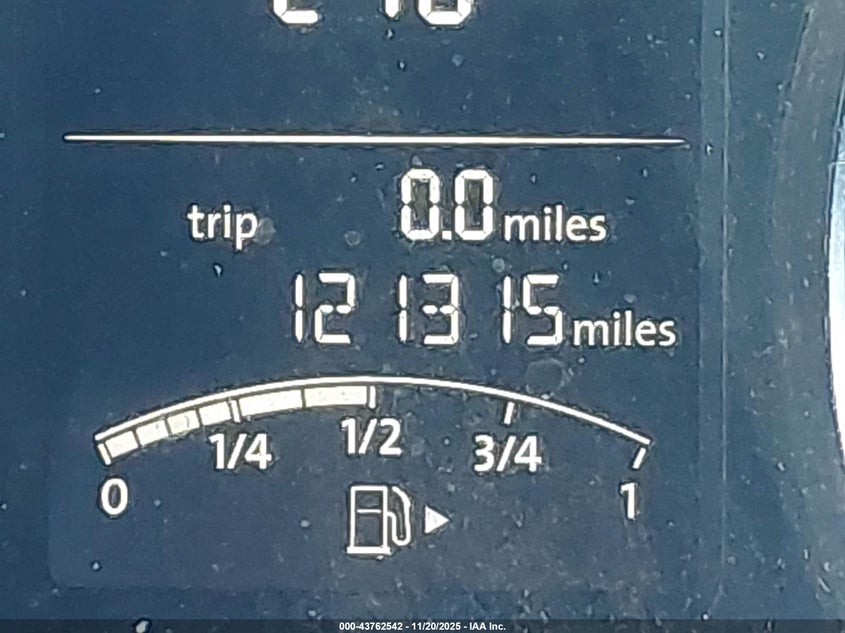 trip 0.0 miles
121315 miles
0 1/4 1/2 3/4 1
000-43762542 - 11/20/2025 - IAA Inc.